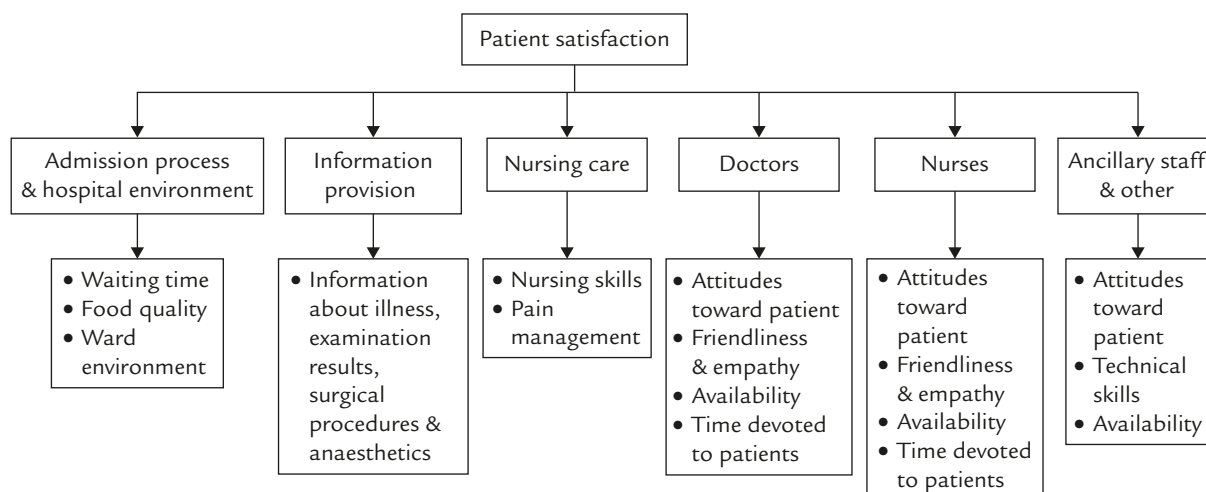 Patient satisfaction
Admission process
& hospital environment
Information
provision
Nursing care
Doctors
Nurses
Ancillary staff
& other
• Waiting time
• Food quality
• Ward
environment
• Information
about illness,
examination
results,
surgical
procedures &
anaesthetics
• Nursing skills
• Pain
management
• Attitudes
toward patient
• Friendliness
& empathy
• Availability
• Time devoted
to patients
• Attitudes
toward
patient
• Friendliness
& empathy
• Availability
• Time devoted
to patients
• Attitudes
toward
patient
• Technical
skills
• Availability